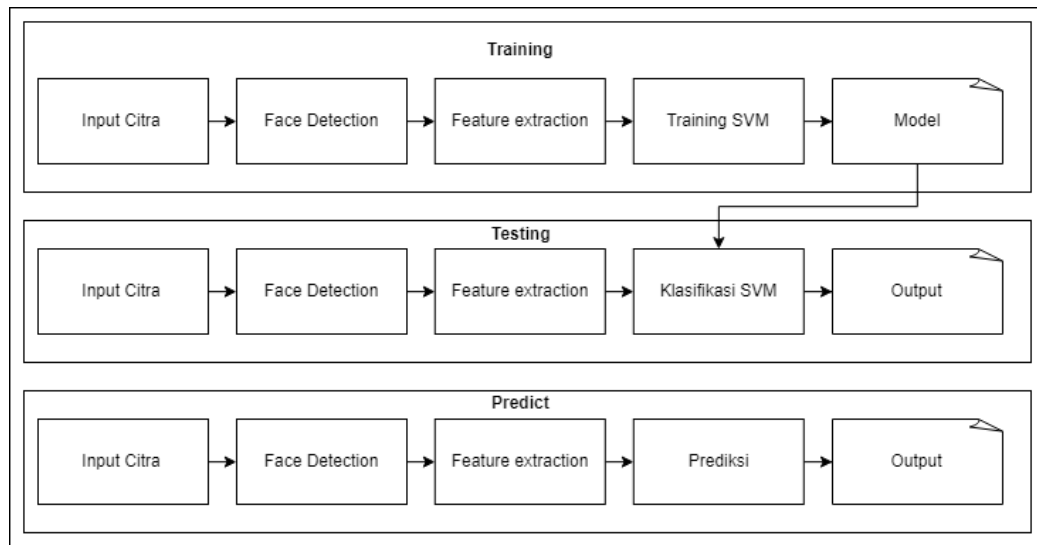 Training
Input Citra
Face Detection
Feature extraction
Training SVM
Model
Testing
Input Citra
Face Detection
Feature extraction
Klasifikasi SVM
Output
Predict
Input Citra
Face Detection
Feature extraction
Prediksi
Output